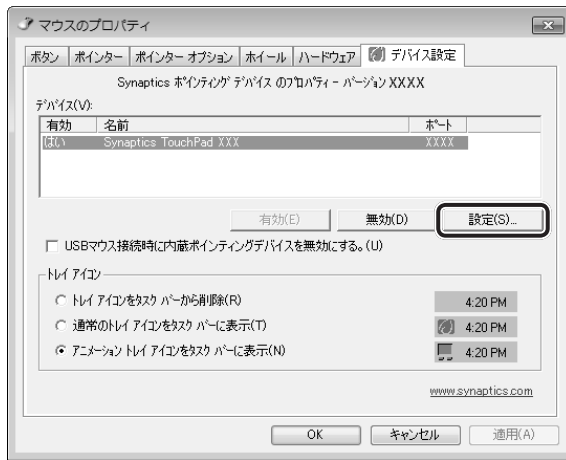 マウスのプロパティ
ボタン ポインター ポインター オプション ホイール ハードウェア デバイス設定
Synaptics ポインティング デバイス のプロパティ - バージョン XXXX
デバイス(V):
有効 名前 ポート
はい Synaptics TouchPad XXX XXXX
有効(E) 無効(D) 設定(S)...
USBマウス接続時に内蔵ポインティングデバイスを無効にする。(U)
トレイ アイコン
トレイ アイコンをタスク バーから削除(R) 4:20 PM
通常のトレイ アイコンをタスク バーに表示(T) 4:20 PM
アニメーション トレイ アイコンをタスク バーに表示(N) 4:20 PM
www.synaptics.com
OK キャンセル 適用(A)